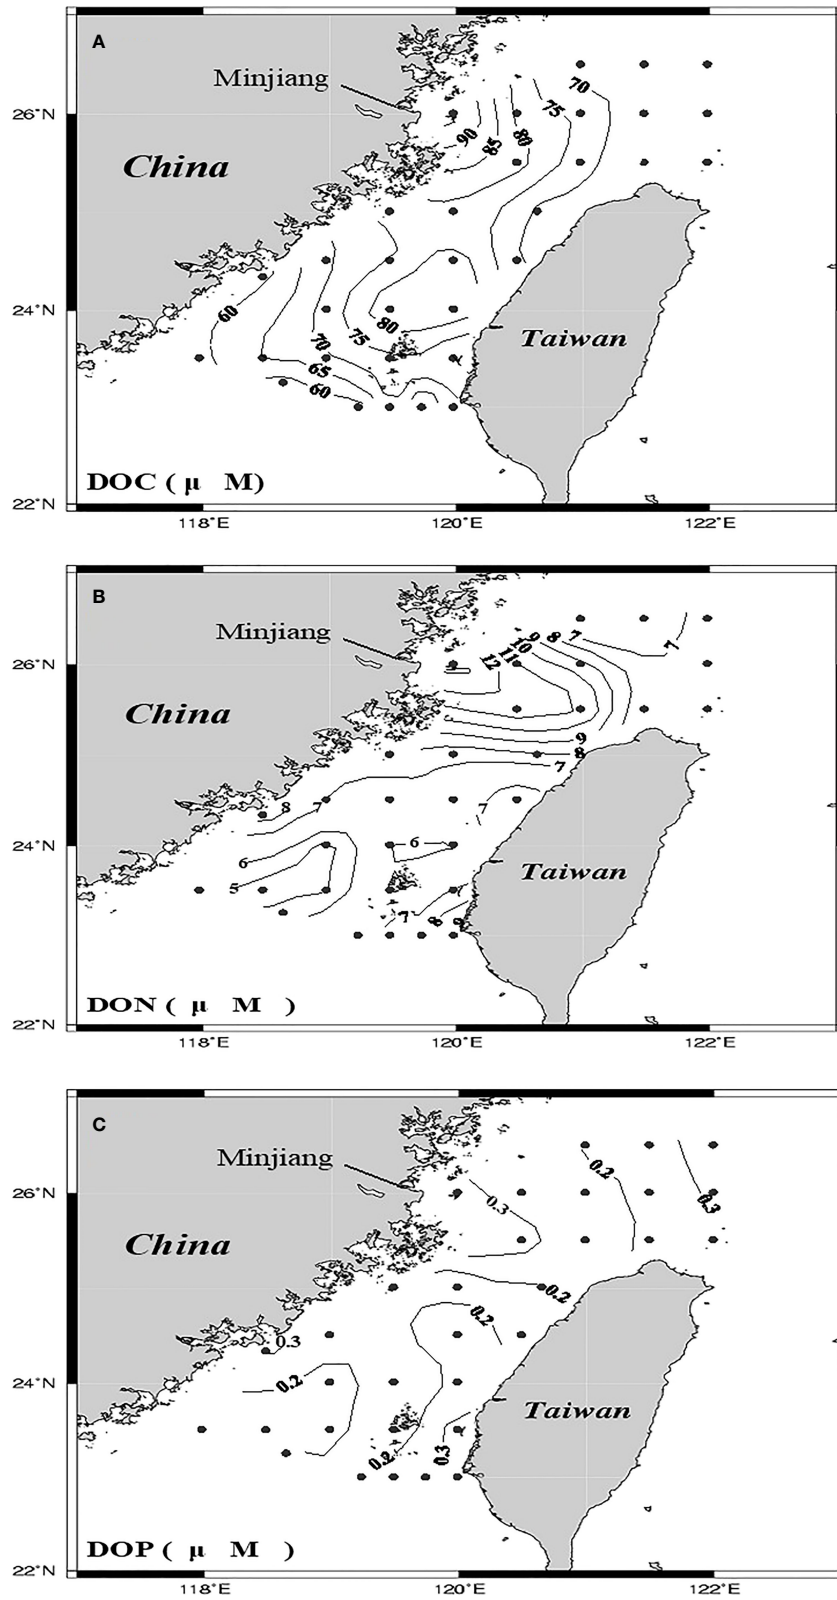 A
Minjiang
70
75
26°N
90
85
80
China
24°N
60
80
Taiwan
70
75
65
60
DOC ( μ M)
22°N
118°E
120°E
122°E
B
Minjiang
9
8
7
10
11
12
7
26°N
China
9
8
7
8
7
7
24°N
6
6
Taiwan
5
7
8
9
DON ( μ M )
22°N
118°E
120°E
122°E
C
Minjiang
0.2
26°N
0.3
0.3
China
0.2
0.2
0.3
24°N
0.2
Taiwan
0.2
0.3
DOP ( μ M )
22°N
118°E
120°E
122°E